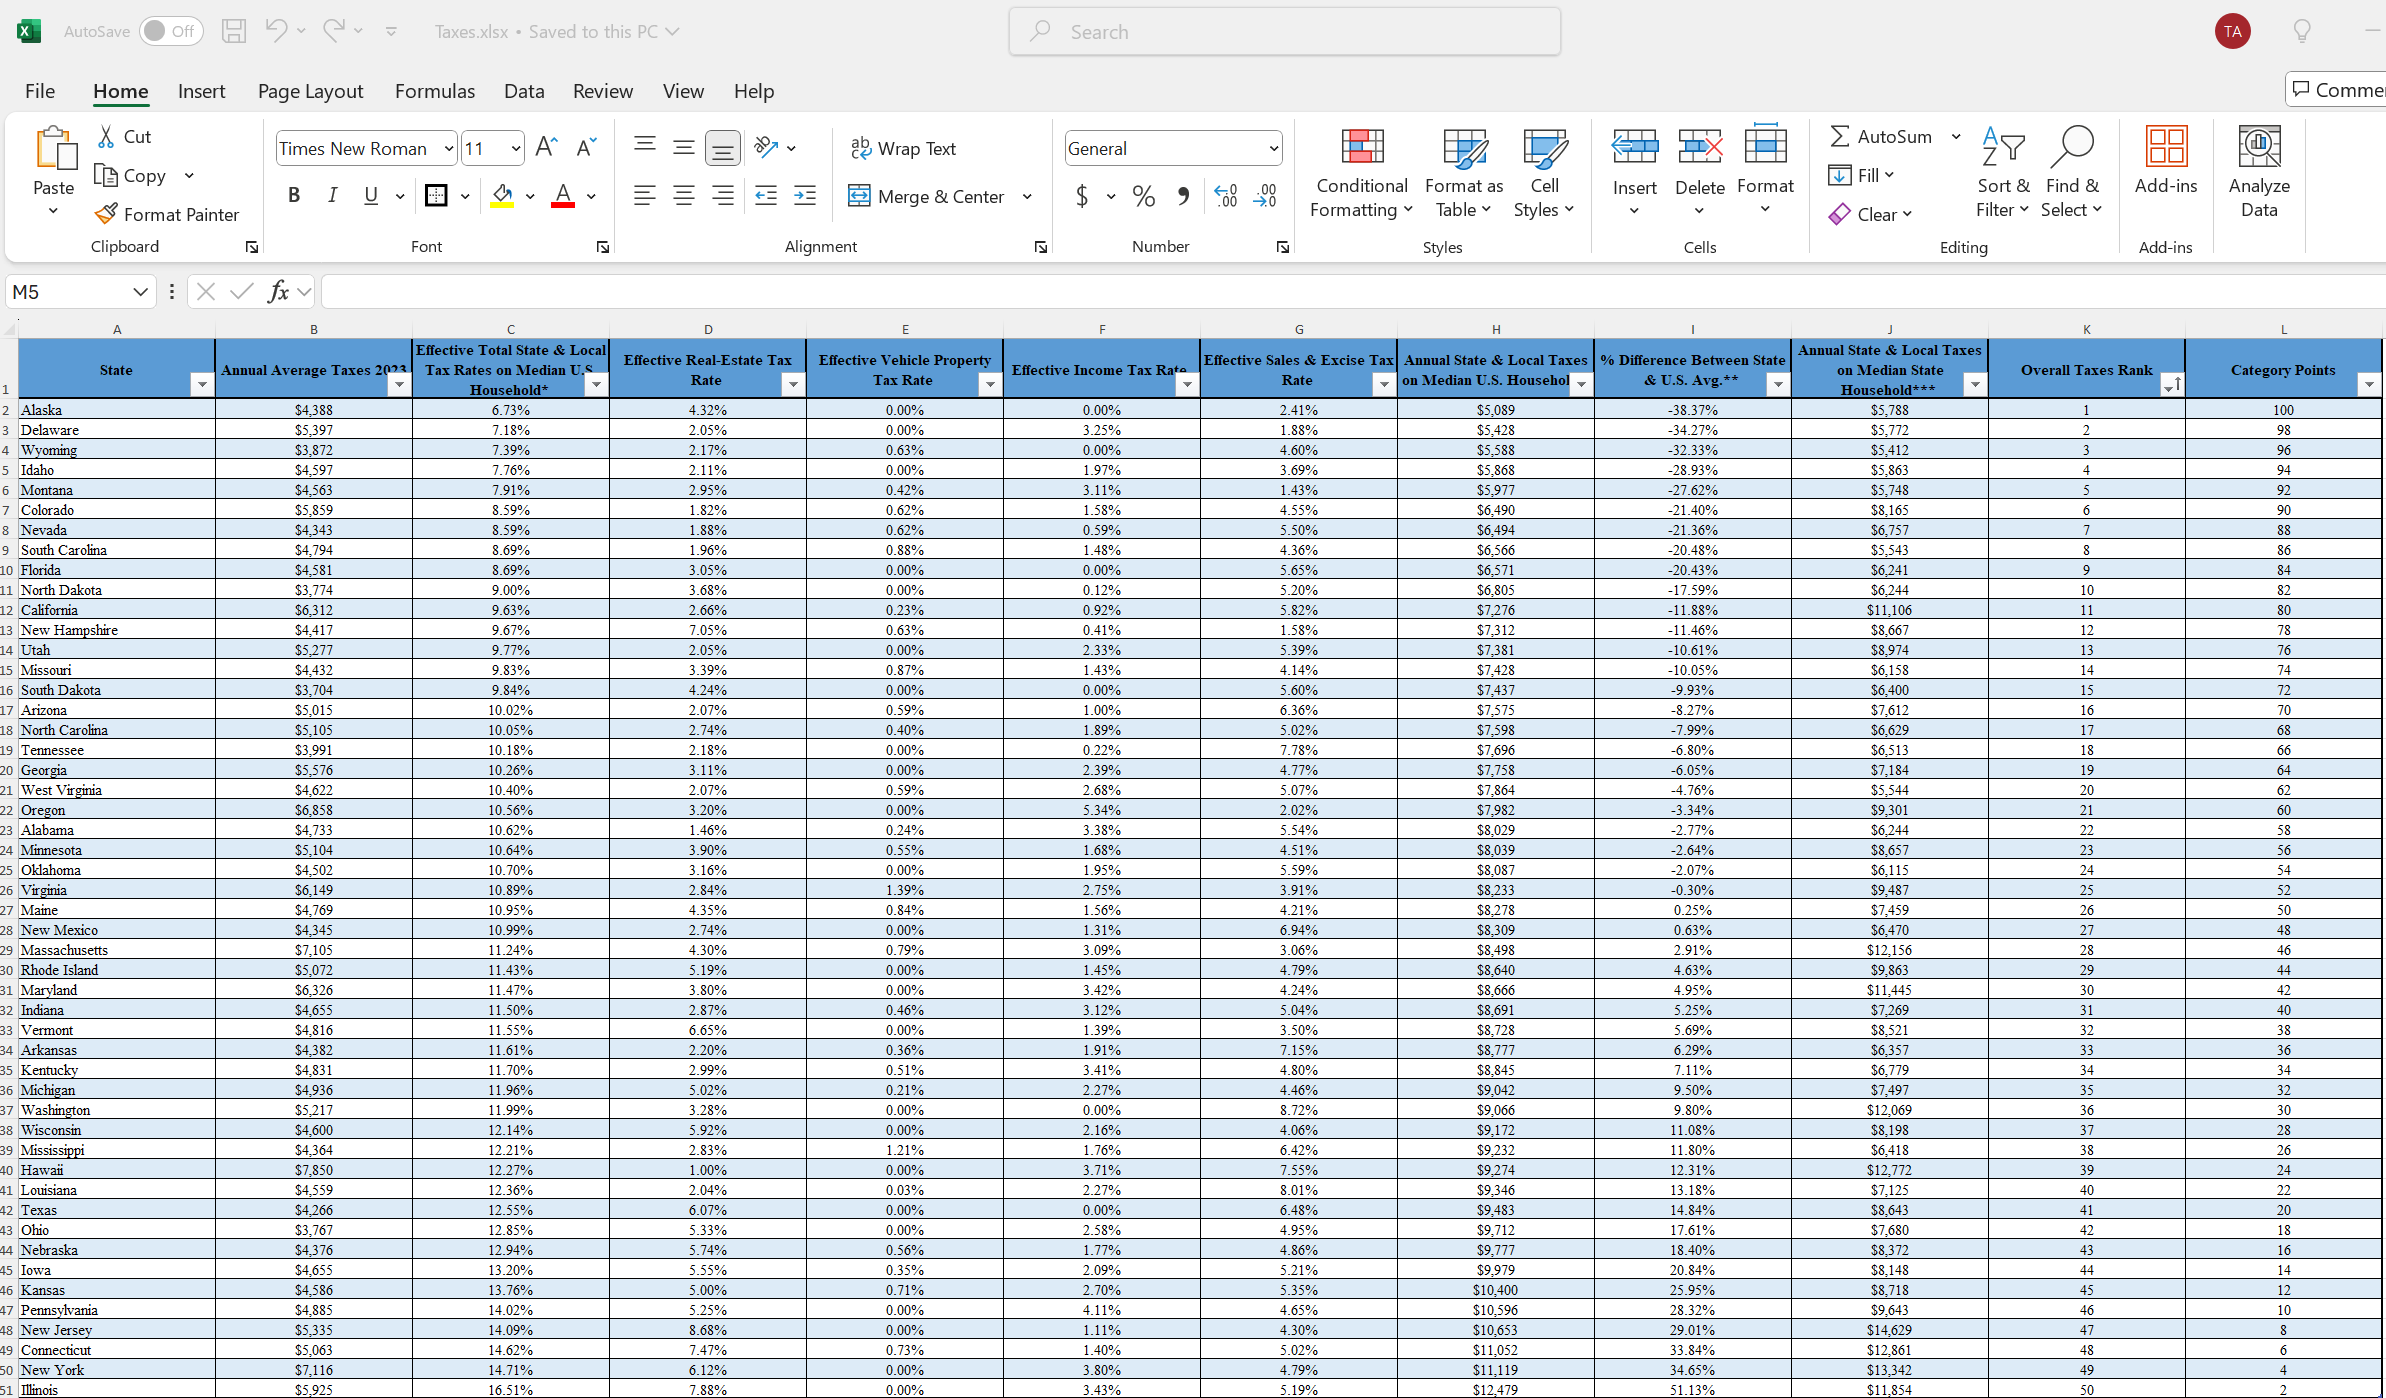 AutoSave Off Taxes.xlsx • Saved to this PC Search TA
File Home Insert Page Layout Formulas Data Review View Help Comme
Paste Cut Copy Format Painter Clipboard
Times New Roman 11 B I U A Font
ab Wrap Text Merge & Center Alignment
General $ % 9 .00 Number
Conditional Formatting Format as Table Cell Styles Styles
Insert Delete Format Cells
AutoSum Fill Clear Sort & Filter Find & Select Editing
Add-ins Add-ins
Analyze Data
M5 fx
A B C D E F G H I J K L
1 State Annual Average Taxes 2023 Effective Total State & Local Tax Rates on Median U.S. Household* Effective Real-Estate Tax Rate Effective Vehicle Property Tax Rate Effective Income Tax Rate Effective Sales & Excise Tax Rate Annual State & Local Taxes on Median U.S. Househol % Difference Between State & U.S. Avg.** Annual State & Local Taxes on Median State Household*** Overall Taxes Rank Category Points
2 Alaska $4,388 6.73% 4.32% 0.00% 0.00% 2.41% $5,089 -38.37% $5,788 1 100
3 Delaware $5,397 7.18% 2.05% 0.00% 3.25% 1.88% $5,428 -34.27% $5,772 2 98
4 Wyoming $3,872 7.39% 2.17% 0.63% 0.00% 4.60% $5,588 -32.33% $5,412 3 96
5 Idaho $4,597 7.76% 2.11% 0.00% 1.97% 3.69% $5,868 -28.93% $5,863 4 94
6 Montana $4,563 7.91% 2.95% 0.42% 3.11% 1.43% $5,977 -27.62% $5,748 5 92
7 Colorado $5,859 8.59% 1.82% 0.62% 1.58% 4.55% $6,490 -21.40% $8,165 6 90
8 Nevada $4,343 8.59% 1.88% 0.62% 0.59% 5.50% $6,494 -21.36% $6,757 7 88
9 South Carolina $4,794 8.69% 1.96% 0.88% 1.48% 4.36% $6,566 -20.48% $5,543 8 86
10 Florida $4,581 8.69% 3.05% 0.00% 0.00% 5.65% $6,571 -20.43% $6,241 9 84
11 North Dakota $3,774 9.00% 3.68% 0.00% 0.12% 5.20% $6,805 -17.59% $6,244 10 82
12 California $6,312 9.63% 2.66% 0.23% 0.92% 5.82% $7,276 -11.88% $11,106 11 80
13 New Hampshire $4,417 9.67% 7.05% 0.63% 0.41% 1.58% $7,312 -11.46% $8,667 12 78
14 Utah $5,277 9.77% 2.05% 0.00% 2.33% 5.39% $7,381 -10.61% $8,974 13 76
15 Missouri $4,432 9.83% 3.39% 0.87% 1.43% 4.14% $7,428 -10.05% $6,158 14 74
16 South Dakota $3,704 9.84% 4.24% 0.00% 0.00% 5.60% $7,437 -9.93% $6,400 15 72
17 Arizona $5,015 10.02% 2.07% 0.59% 1.00% 6.36% $7,575 -8.27% $7,612 16 70
18 North Carolina $5,105 10.05% 2.74% 0.40% 1.89% 5.02% $7,598 -7.99% $6,629 17 68
19 Tennessee $3,991 10.18% 2.18% 0.00% 0.22% 7.78% $7,696 -6.80% $6,513 18 66
20 Georgia $5,576 10.26% 3.11% 0.00% 2.39% 4.77% $7,758 -6.05% $7,184 19 64
21 West Virginia $4,622 10.40% 2.07% 0.59% 2.68% 5.07% $7,864 -4.76% $5,544 20 62
22 Oregon $6,858 10.56% 3.20% 0.00% 5.34% 2.02% $7,982 -3.34% $9,301 21 60
23 Alabama $4,733 10.62% 1.46% 0.24% 3.38% 5.54% $8,029 -2.77% $6,244 22 58
24 Minnesota $5,104 10.64% 3.90% 0.55% 1.68% 4.51% $8,039 -2.64% $8,657 23 56
25 Oklahoma $4,502 10.70% 3.16% 0.00% 1.95% 5.59% $8,087 -2.07% $6,115 24 54
26 Virginia $6,149 10.89% 2.84% 1.39% 2.75% 3.91% $8,233 -0.30% $9,487 25 52
27 Maine $4,769 10.95% 4.35% 0.84% 1.56% 4.21% $8,278 0.25% $7,459 26 50
28 New Mexico $4,345 10.99% 2.74% 0.00% 1.31% 6.94% $8,309 0.63% $6,470 27 48
29 Massachusetts $7,105 11.24% 4.30% 0.79% 3.09% 3.06% $8,498 2.91% $12,156 28 46
30 Rhode Island $5,072 11.43% 5.19% 0.00% 1.45% 4.79% $8,640 4.63% $9,863 29 44
31 Maryland $6,326 11.47% 3.80% 0.00% 3.42% 4.24% $8,666 4.95% $11,445 30 42
32 Indiana $4,655 11.50% 2.87% 0.46% 3.12% 5.04% $8,691 5.25% $7,269 31 40
33 Vermont $4,816 11.55% 6.65% 0.00% 1.39% 3.50% $8,728 5.69% $8,521 32 38
34 Arkansas $4,382 11.61% 2.20% 0.36% 1.91% 7.15% $8,777 6.29% $6,357 33 36
35 Kentucky $4,831 11.70% 2.99% 0.51% 3.41% 4.80% $8,845 7.11% $6,779 34 34
36 Michigan $4,936 11.96% 5.02% 0.21% 2.27% 4.46% $9,042 9.50% $7,497 35 32
37 Washington $5,217 11.99% 3.28% 0.00% 0.00% 8.72% $9,066 9.80% $12,069 36 30
38 Wisconsin $4,600 12.14% 5.92% 0.00% 2.16% 4.06% $9,172 11.08% $8,198 37 28
39 Mississippi $4,364 12.21% 2.83% 1.21% 1.76% 6.42% $9,232 11.80% $6,418 38 26
40 Hawaii $7,850 12.27% 1.00% 0.00% 3.71% 7.55% $9,274 12.31% $12,772 39 24
41 Louisiana $4,559 12.36% 2.04% 0.03% 2.27% 8.01% $9,346 13.18% $7,125 40 22
42 Texas $4,266 12.55% 6.07% 0.00% 0.00% 6.48% $9,483 14.84% $8,643 41 20
43 Ohio $3,767 12.85% 5.33% 0.00% 2.58% 4.95% $9,712 17.61% $7,680 42 18
44 Nebraska $4,376 12.94% 5.74% 0.56% 1.77% 4.86% $9,777 18.40% $8,372 43 16
45 Iowa $4,655 13.20% 5.55% 0.35% 2.09% 5.21% $9,979 20.84% $8,148 44 14
46 Kansas $4,586 13.76% 5.00% 0.71% 2.70% 5.35% $10,400 25.95% $8,718 45 12
47 Pennsylvania $4,885 14.02% 5.25% 0.00% 4.11% 4.65% $10,596 28.32% $9,643 46 10
48 New Jersey $5,335 14.09% 8.68% 0.00% 1.11% 4.30% $10,653 29.01% $14,629 47 8
49 Connecticut $5,063 14.62% 7.47% 0.73% 1.40% 5.02% $11,052 33.84% $12,861 48 6
50 New York $7,116 14.71% 6.12% 0.00% 3.80% 4.79% $11,119 34.65% $13,342 49 4
51 Illinois $5,925 16.51% 7.88% 0.00% 3.43% 5.19% $12,479 51.13% $11,854 50 2